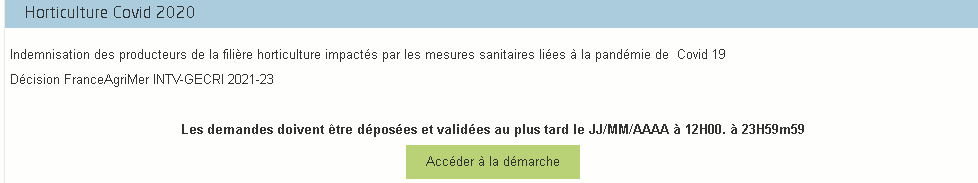 Horticulture Covid 2020
Indemnisation des producteurs de la filière horticulture impactés par les mesures sanitaires liées à la pandémie de Covid 19
Décision FranceAgriMer INTV-GECRI 2021-23
Les demandes doivent être déposées et validées au plus tard le JJ/MM/AAAA à 12H00. à 23H59m59
Accéder à la démarche